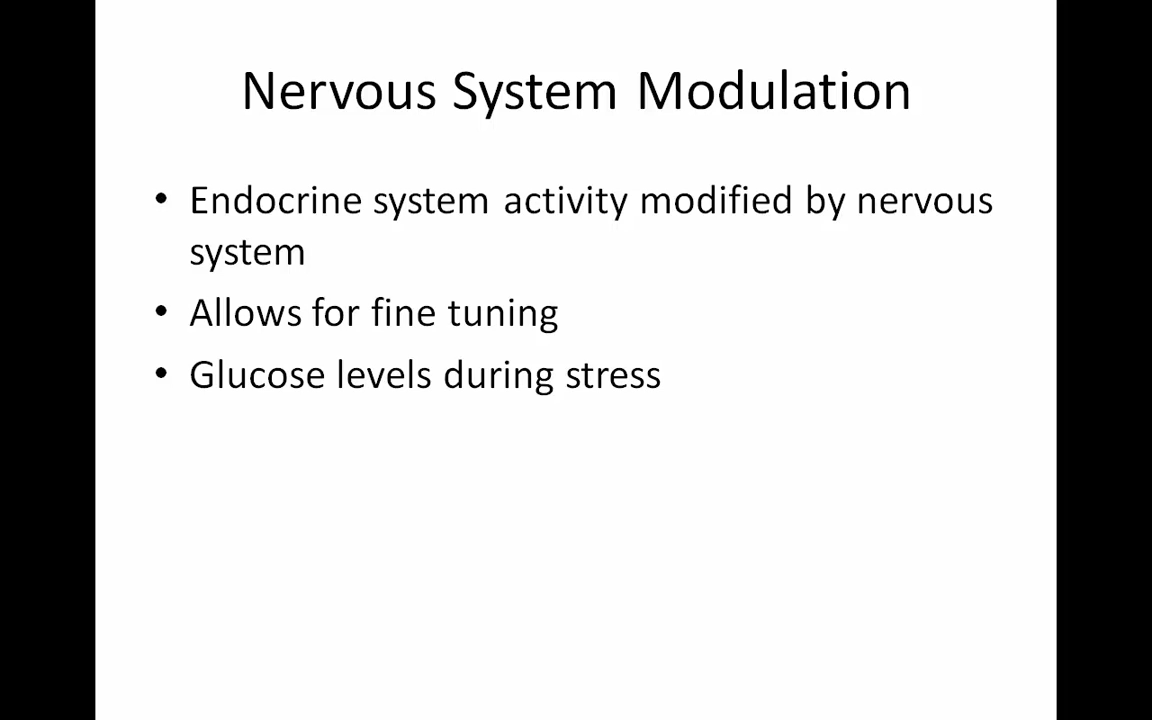 Nervous System Modulation
• Endocrine system activity modified by nervous
system
• Allows for fine tuning
• Glucose levels during stress